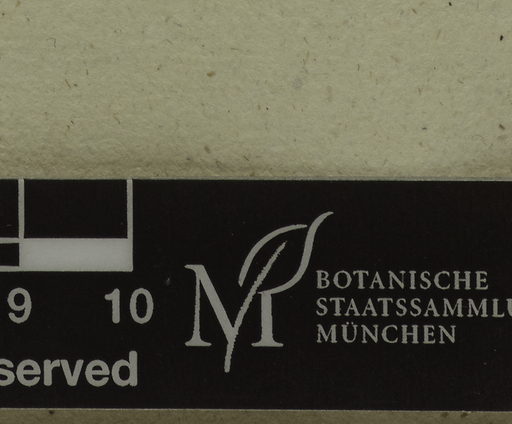 9 10
served
M
BOTANISCHE
STAATSSAMMLU
MÜNCHEN